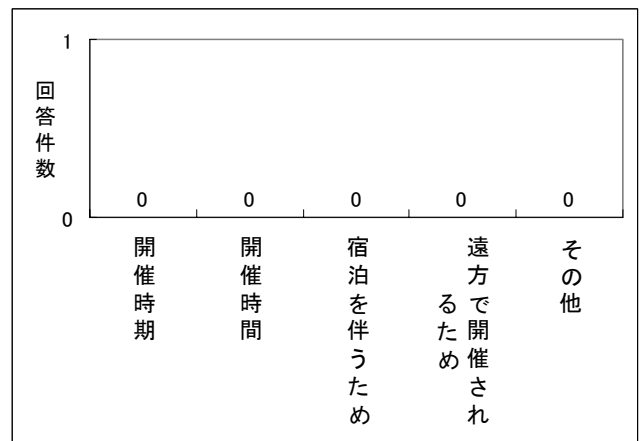 1
回答件数
0
0
0
0
0
0
開催時期
開催時間
宿泊を伴うため
遠方で開催され
るため
その他